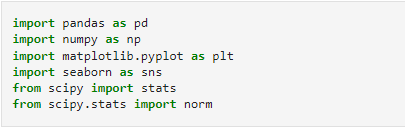 import pandas as pd
import numpy as np
import matplotlib.pyplot as plt
import seaborn as sns
from scipy import stats
from scipy.stats import norm